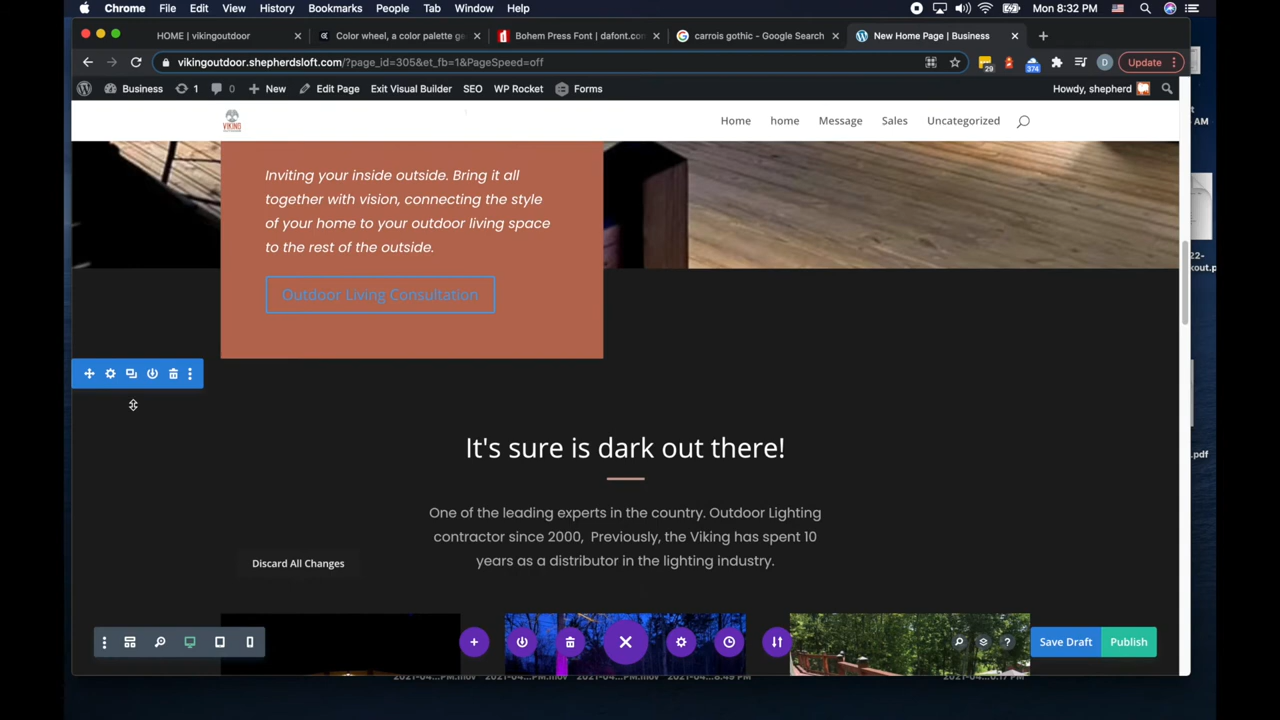 Chrome File Edit View History Bookmarks People Tab Window Help Mon 8:32 PM
HOME | vikingoutdoor × Color wheel, a color palette ge × Bohem Press Font | dafont.com × carrois gothic - Google Search × New Home Page | Business ×
vikingoutdoor.shepherdsloft.com/?page_id=305&et_fb=1&PageSpeed=off 29 374 D Update
Business 1 0 New Edit Page Exit Visual Builder SEO WP Rocket Forms Howdy, shepherd
VIKING Home home Message Sales Uncategorized
Inviting your inside outside. Bring it all
together with vision, connecting the style
of your home to your outdoor living space
to the rest of the outside.
Outdoor Living Consultation
It's sure is dark out there!
One of the leading experts in the country. Outdoor Lighting
contractor since 2000, Previously, the Viking has spent 10
years as a distributor in the lighting industry.
Discard All Changes
Save Draft Publish